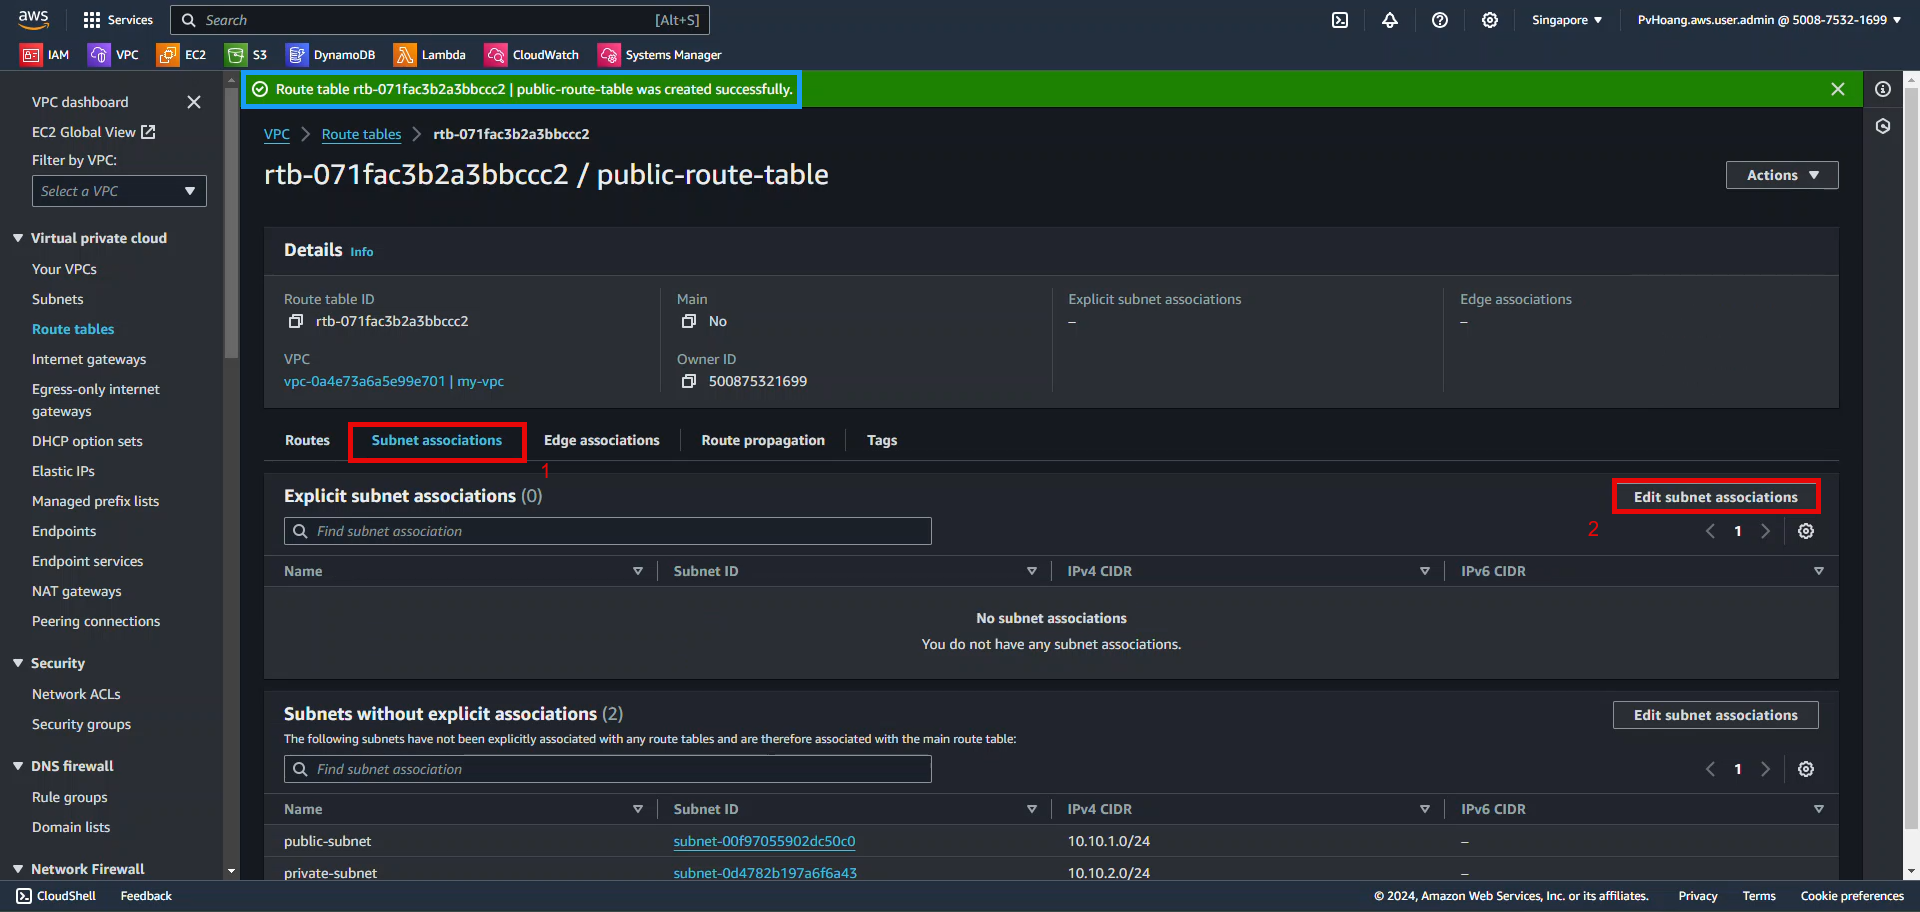 aws
Services
Search
[Alt+S]
Singapore
PvHoang.aws.user.admin @ 5008-7532-1699
IAM
VPC
EC2
S3
DynamoDB
Lambda
CloudWatch
Systems Manager
VPC dashboard
EC2 Global View
Filter by VPC:
Select a VPC
Virtual private cloud
Your VPCs
Subnets
Route tables
Internet gateways
Egress-only internet
gateways
DHCP option sets
Elastic IPs
Managed prefix lists
Endpoints
Endpoint services
NAT gateways
Peering connections
Security
Network ACLs
Security groups
DNS firewall
Rule groups
Domain lists
Network Firewall
Route table rtb-071fac3b2a3bbccc2 | public-route-table was created successfully.
VPC
Route tables
rtb-071fac3b2a3bbccc2
rtb-071fac3b2a3bbccc2 / public-route-table
Actions
Details Info
Route table ID
rtb-071fac3b2a3bbccc2
Main
No
Explicit subnet associations
–
Edge associations
–
VPC
vpc-0a4e73a6a5e99e701 | my-vpc
Owner ID
500875321699
Routes
Subnet associations
Edge associations
Route propagation
Tags
1
Explicit subnet associations (0)
Edit subnet associations
2
Find subnet association
1
Name
Subnet ID
IPv4 CIDR
IPv6 CIDR
No subnet associations
You do not have any subnet associations.
Subnets without explicit associations (2)
Edit subnet associations
The following subnets have not been explicitly associated with any route tables and are therefore associated with the main route table:
Find subnet association
1
Name
Subnet ID
IPv4 CIDR
IPv6 CIDR
public-subnet
subnet-00f97055902dc50c0
10.10.1.0/24
–
private-subnet
subnet-0d4782b197a6f6a43
10.10.2.0/24
–
CloudShell
Feedback
© 2024, Amazon Web Services, Inc. or its affiliates.
Privacy
Terms
Cookie preferences